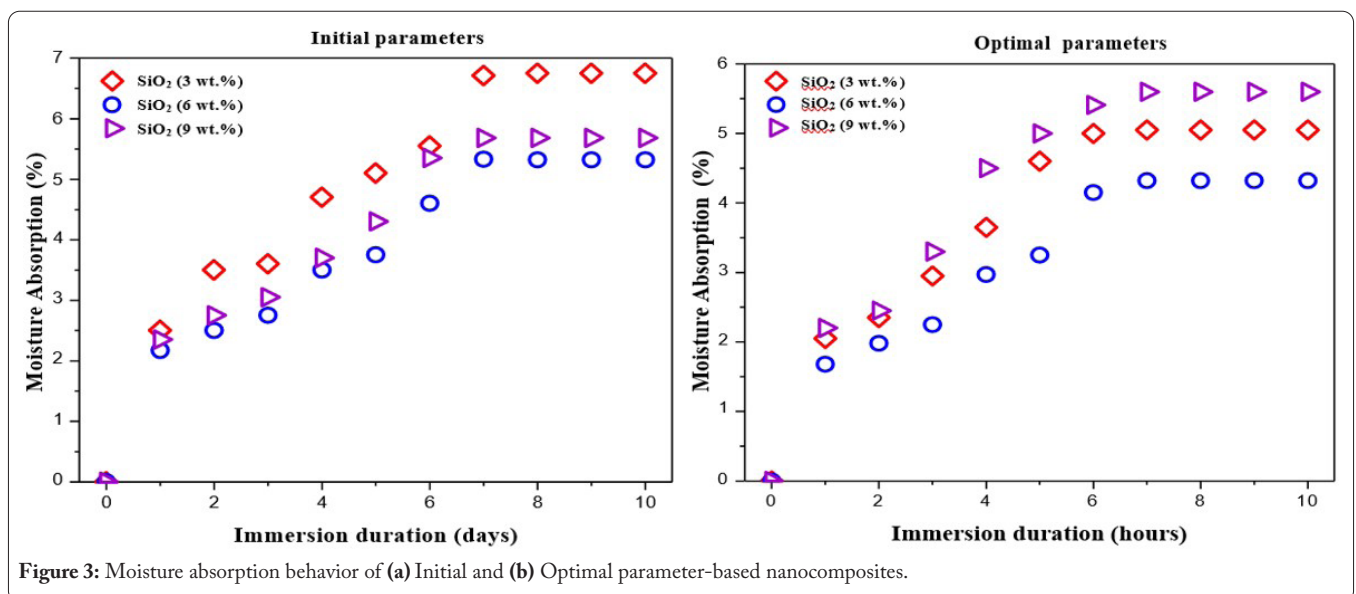 Initial parameters
SiO₂ (3 wt.%)
SiO₂ (6 wt.%)
SiO₂ (9 wt.%)
Moisture Absorption (%)
7
6
5
4
3
2
1
0
0 2 4 6 8 10
Immersion duration (days)
Optimal parameters
SiO₂ (3 wt.%)
SiO₂ (6 wt.%)
SiO₂ (9 wt.%)
Moisture Absorption (%)
6
5
4
3
2
1
0
0 2 4 6 8 10
Immersion duration (hours)
Figure 3: Moisture absorption behavior of (a) Initial and (b) Optimal parameter-based nanocomposites.